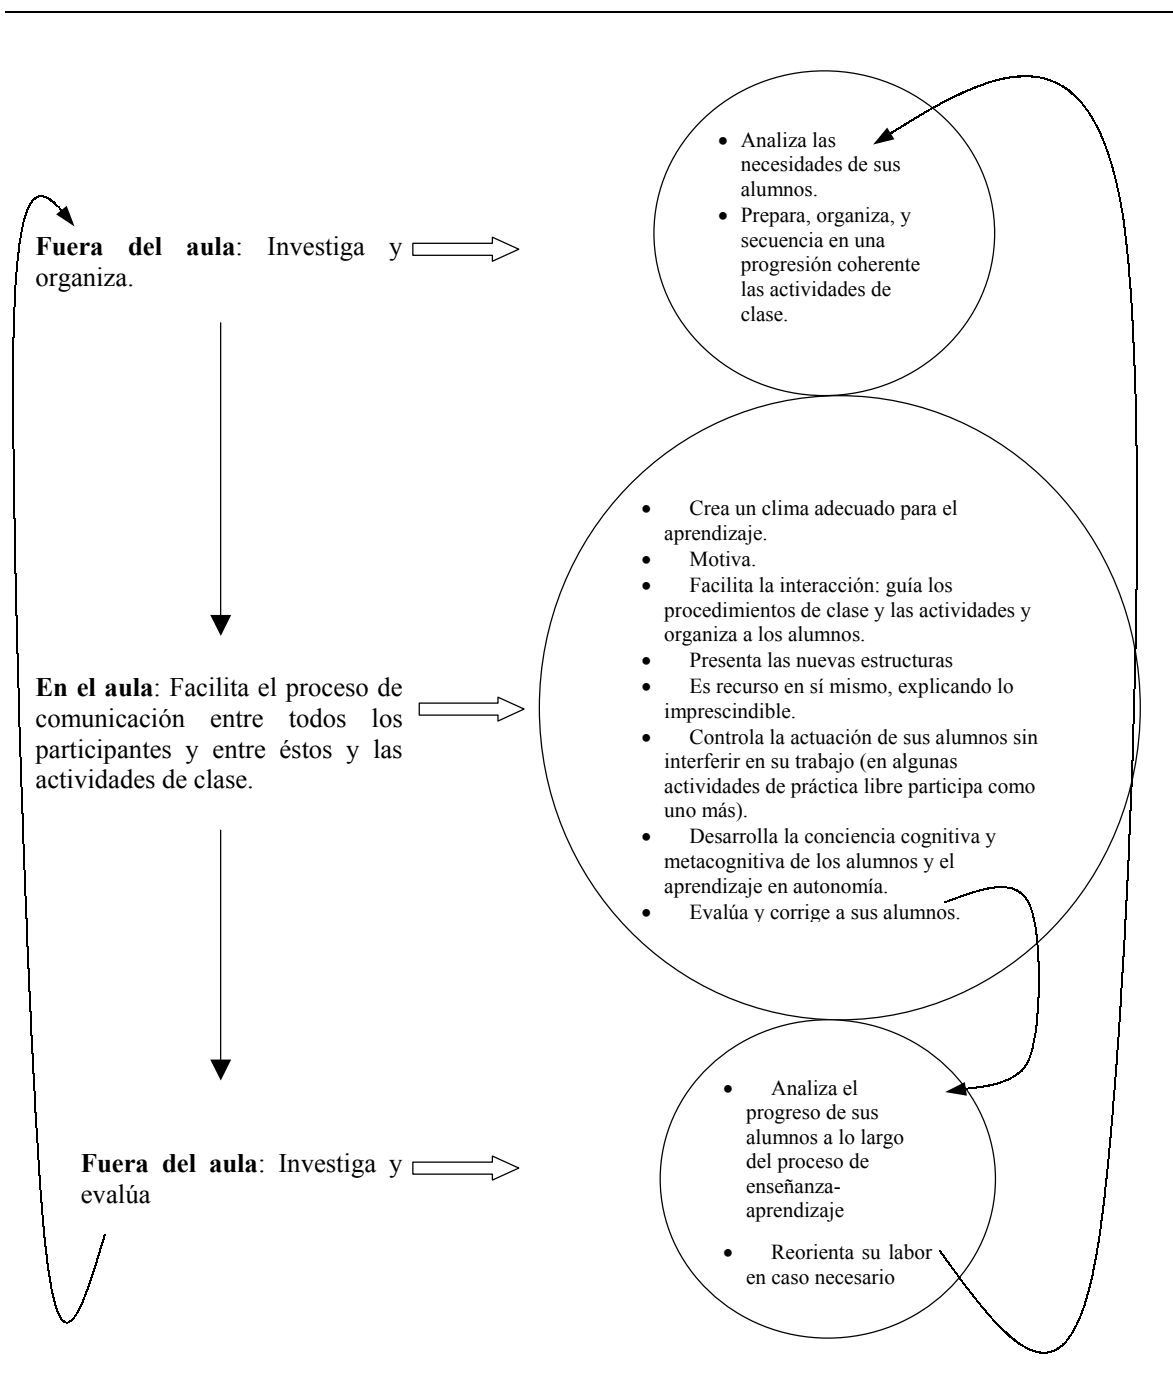 Fuera del aula: Investiga y
organiza.
• Analiza las
necesidades de sus
alumnos.
• Prepara, organiza, y
secuencia en una
progresión coherente
las actividades de
clase.
En el aula: Facilita el proceso de
comunicación entre todos los
participantes y entre éstos y las
actividades de clase.
• Crea un clima adecuado para el
aprendizaje.
• Motiva.
• Facilita la interacción: guía los
procedimientos de clase y las actividades y
organiza a los alumnos.
• Presenta las nuevas estructuras
• Es recurso en sí mismo, explicando lo
imprescindible.
• Controla la actuación de sus alumnos sin
interferir en su trabajo (en algunas
actividades de práctica libre participa como
uno más).
• Desarrolla la conciencia cognitiva y
metacognitiva de los alumnos y el
aprendizaje en autonomía.
• Evalúa y corrige a sus alumnos.
Fuera del aula: Investiga y
evalúa
• Analiza el
progreso de sus
alumnos a lo largo
del proceso de
enseñanza-
aprendizaje
• Reorienta su labor
en caso necesario